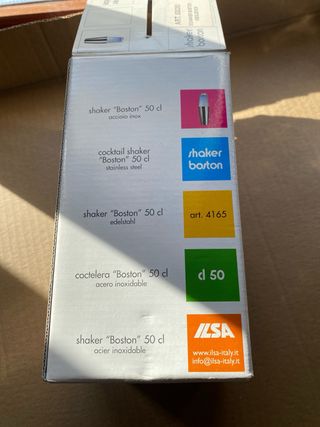 shaker
boston
shaker "Boston" 50 cl
acciaio inox
cocktail shaker
"Boston" 50 cl
stainless steel
shaker
boston
shaker "Boston" 50 cl
edelstahl
art. 4165
coctelera "Boston" 50 cl
acero inoxidable
d 50
shaker "Boston" 50 cl
acier inoxidable
ILSA
www.ilsa-italy.it
info@ilsa-italy.it